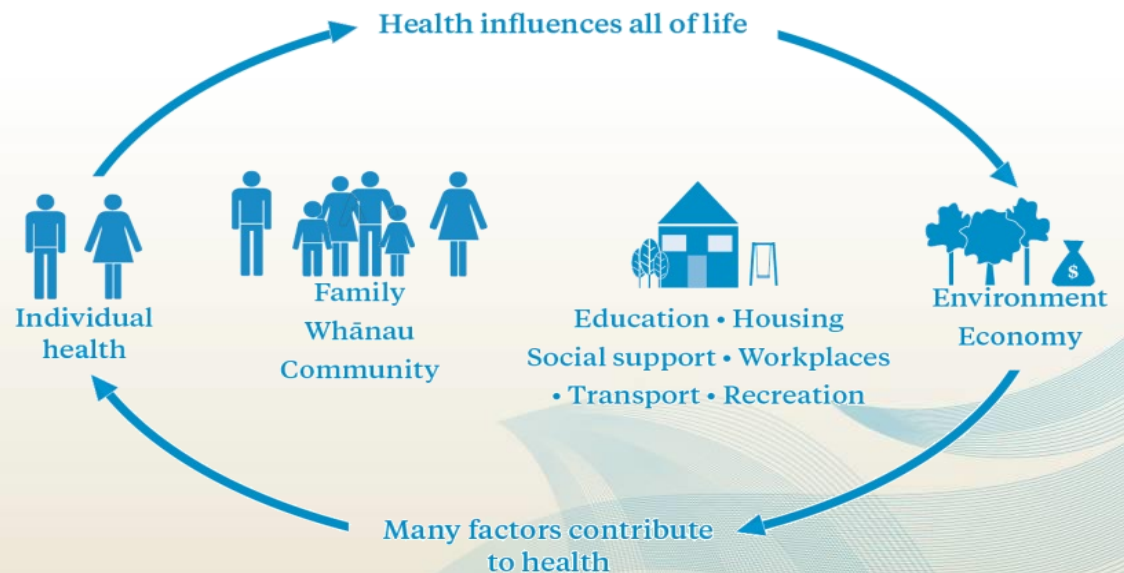 Health influences all of life
Individual
health
Family
Whānau
Community
Education • Housing
Social support • Workplaces
• Transport • Recreation
$
Environment
Economy
Many factors contribute
to health